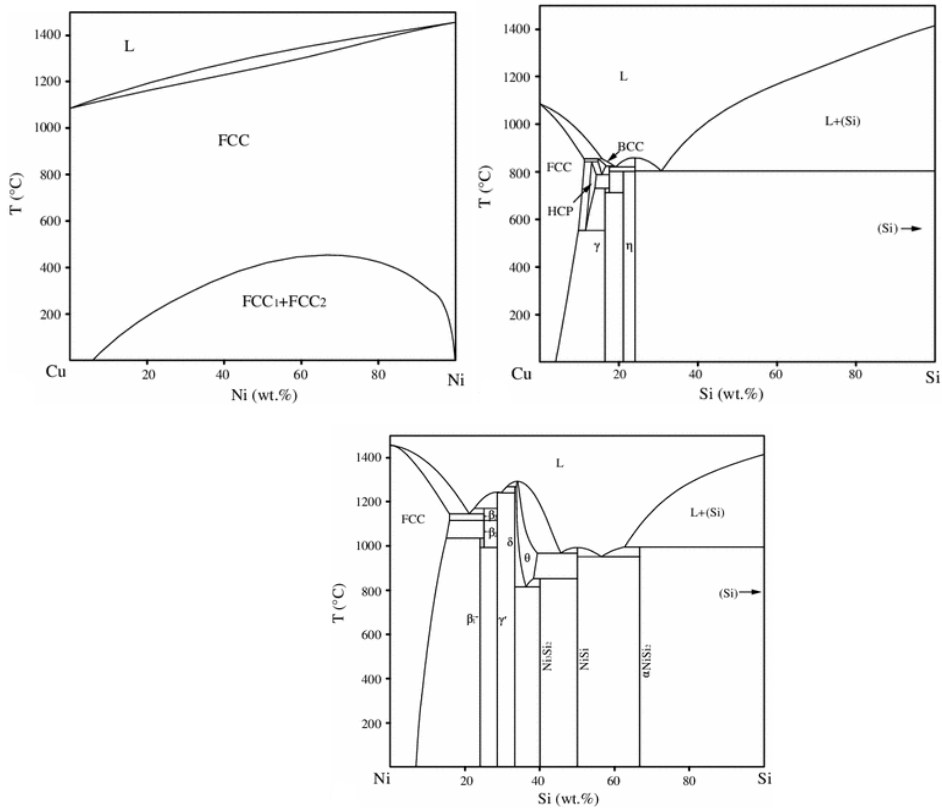 1400
1200
1000
800
600
400
200
T (°C)
L
FCC
FCC1+FCC2
20
40
60
80
Cu
Ni
Ni (wt.%)
1400
1200
1000
800
600
400
200
T (°C)
L
L+(Si)
BCC
FCC
HCP
(Si)
γ
η
20
40
60
80
Cu
Si
Si (wt.%)
1400
1200
1000
800
600
400
200
T (°C)
L
FCC
L+(Si)
δ
θ
(Si)
γ'
NiSi
αNiSi2
20
40
60
80
Ni
Si
Si (wt.%)